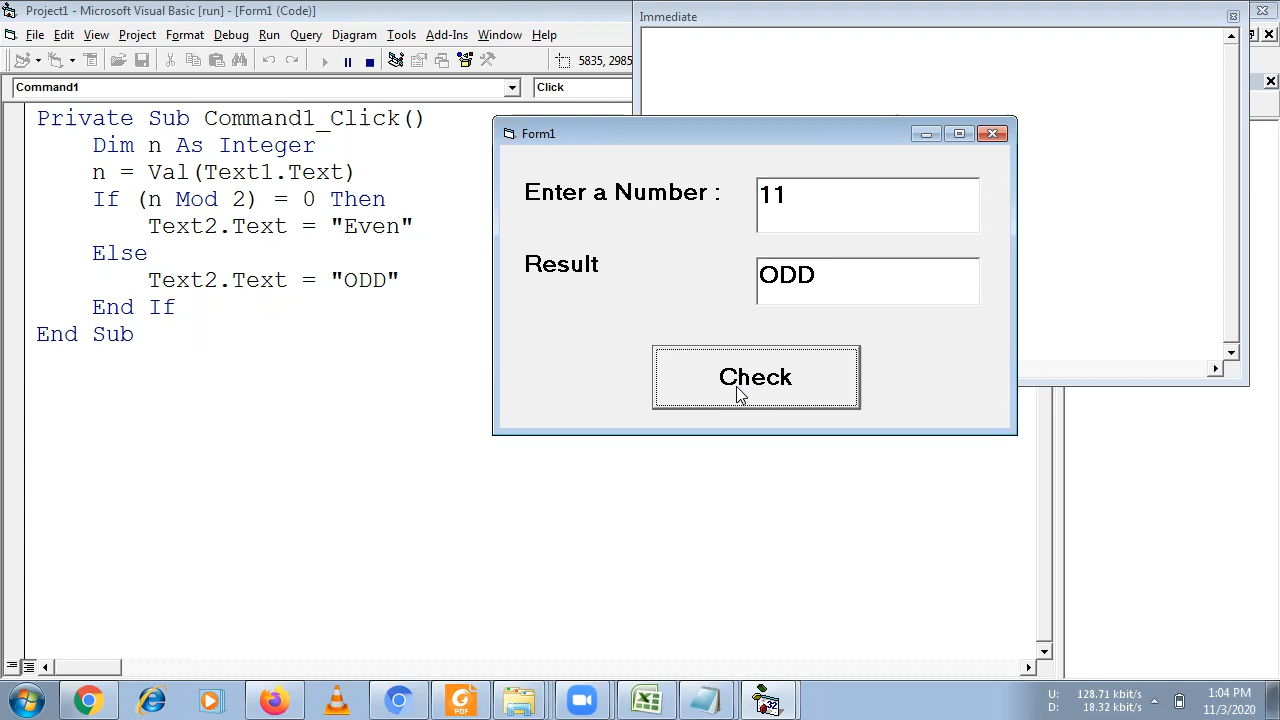 Project1 - Microsoft Visual Basic [run] - [Form1 (Code)]
File Edit View Project Format Debug Run Query Diagram Tools Add-Ins Window Help
5835, 2985
Command1
Click
Immediate
Private Sub Command1_Click()
Dim n As Integer
n = Val(Text1.Text)
If (n Mod 2) = 0 Then
Text2.Text = "Even"
Else
Text2.Text = "ODD"
End If
End Sub
Form1
Enter a Number : 11
Result ODD
Check
32
PDF
U: 128.71 kbit/s
D: 18.32 kbit/s
1:04 PM
11/3/2020